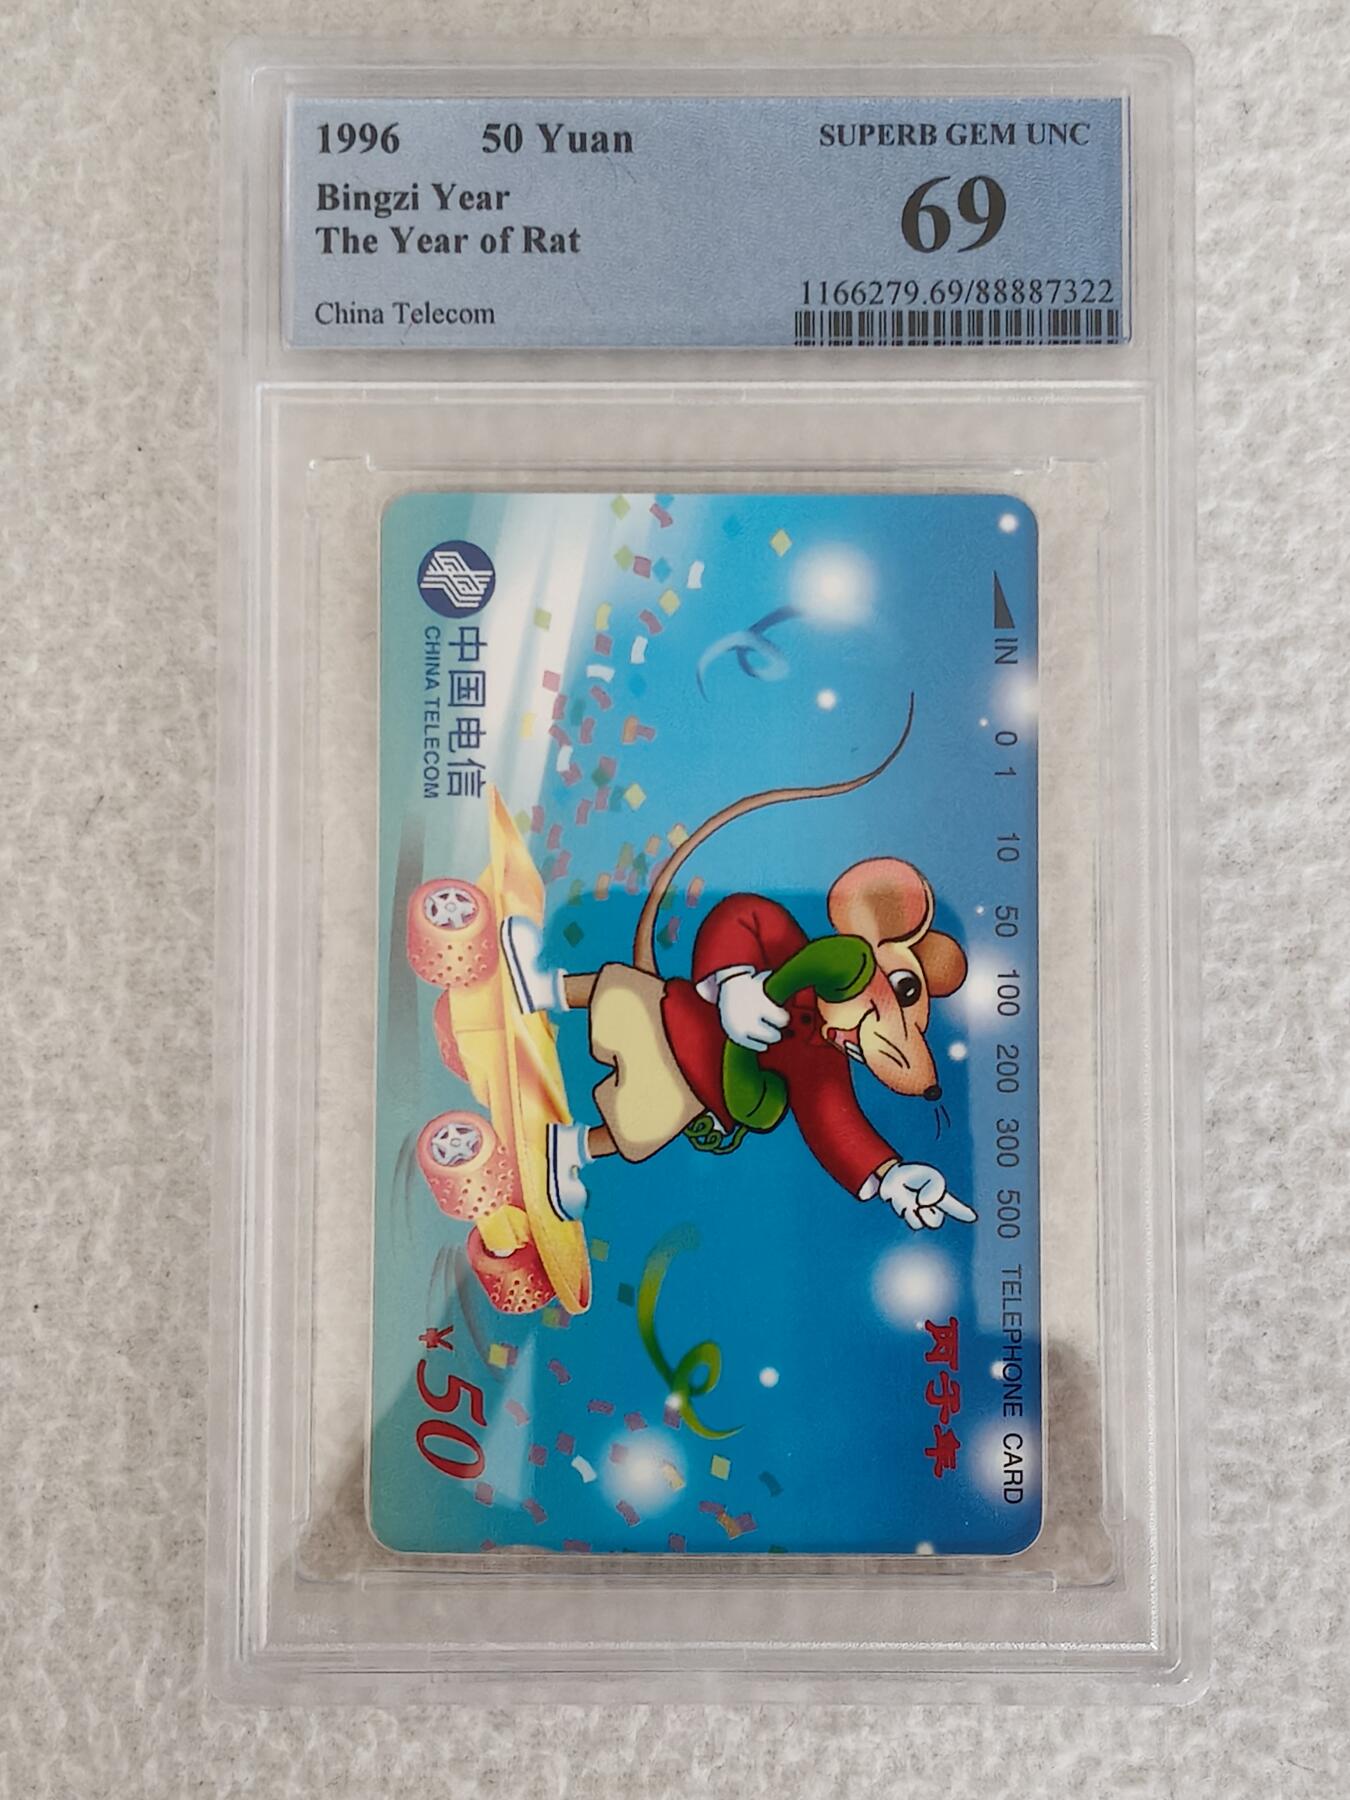 1996 50 Yuan
SUPERB GEM UNC
Bingzi Year
69
The Year of Rat
1166279.69/88887322
China Telecom
IN 0 1 10 50 100 200 300 500 TELEPHONE CARD
丙子年
中国电信
CHINA TELECOM
¥50